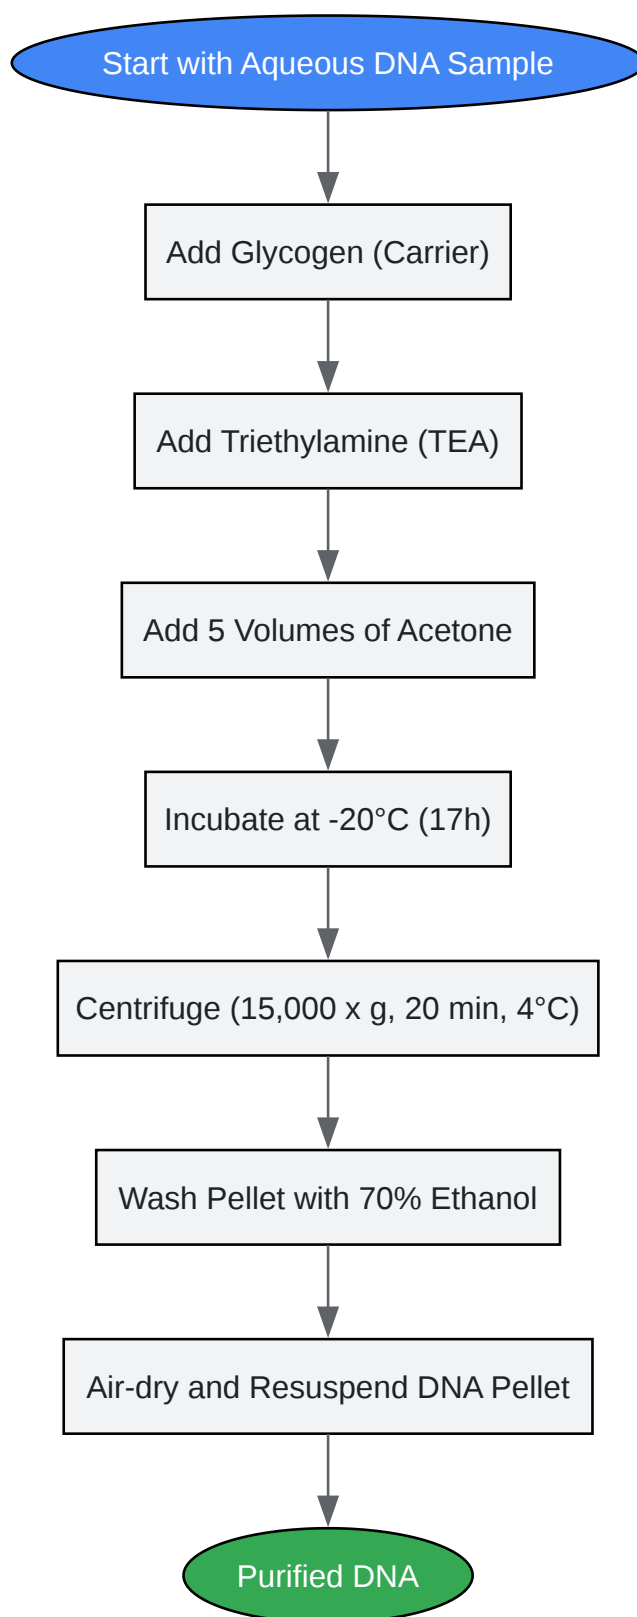 Start with Aqueous DNA Sample
Add Glycogen (Carrier)
Add Triethylamine (TEA)
Add 5 Volumes of Acetone
Incubate at -20°C (17h)
Centrifuge (15,000 x g, 20 min, 4°C)
Wash Pellet with 70% Ethanol
Air-dry and Resuspend DNA Pellet
Purified DNA